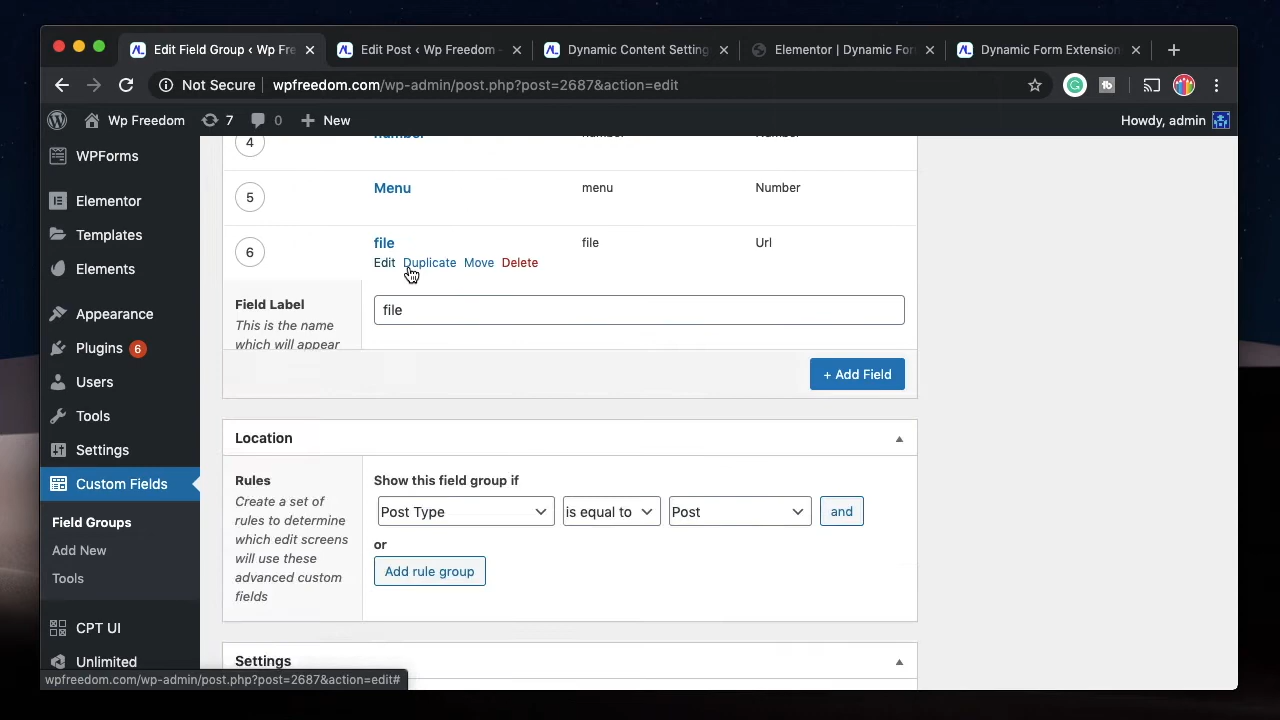 Edit Field Group ‹ Wp Fre
Edit Post ‹ Wp Freedom
Dynamic Content Setting
Elementor | Dynamic For
Dynamic Form Extension
Not Secure
wpfreedom.com/wp-admin/post.php?post=2687&action=edit
Wp Freedom
7
0
New
Howdy, admin
WPForms
Elementor
Templates
Elements
Appearance
Plugins 6
Users
Tools
Settings
Custom Fields
Field Groups
Add New
Tools
CPT UI
Unlimited
4 number number Number
5 Menu menu Number
6 file file Url
Edit Duplicate Move Delete
Field Label
This is the name
which will appear
file
+ Add Field
Location
Rules
Create a set of
rules to determine
which edit screens
will use these
advanced custom
fields
Show this field group if
Post Type is equal to Post and
or
Add rule group
Settings
wpfreedom.com/wp-admin/post.php?post=2687&action=edit#